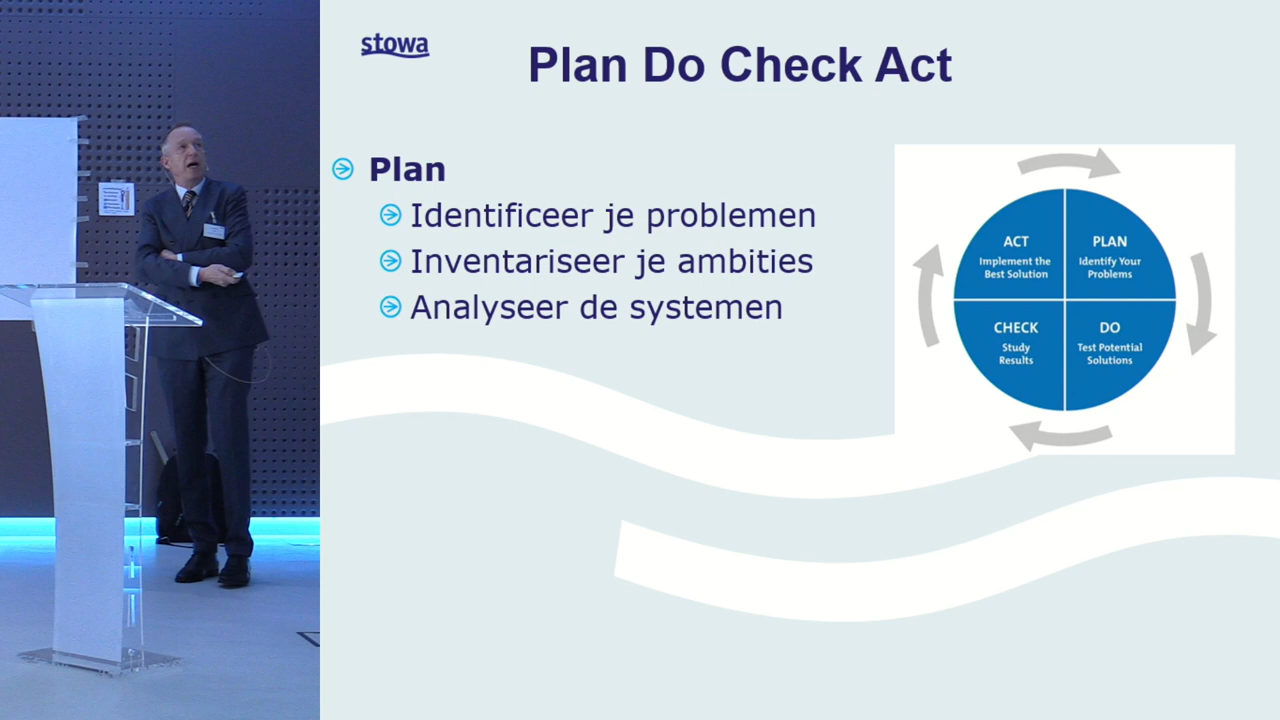 stowa
Plan Do Check Act
Plan
Identificeer je problemen
Inventariseer je ambities
Analyseer de systemen
ACT
Implement the
Best Solution
PLAN
Identify Your
Problems
CHECK
Study
Results
DO
Test Potential
Solutions